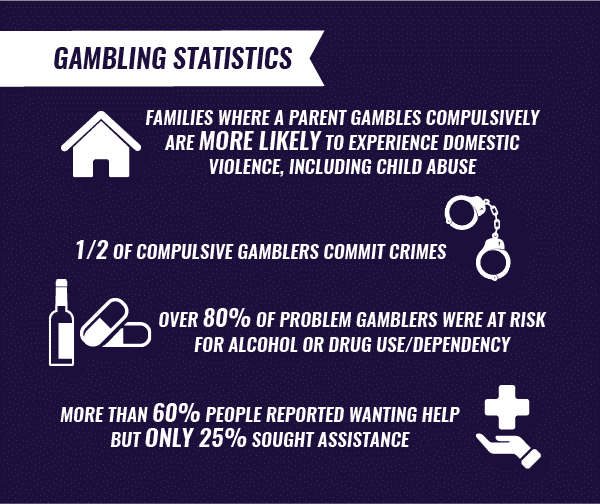 GAMBLING STATISTICS
FAMILIES WHERE A PARENT GAMBLES COMPULSIVELY
ARE MORE LIKELY TO EXPERIENCE DOMESTIC
VIOLENCE, INCLUDING CHILD ABUSE
1/2 OF COMPULSIVE GAMBLERS COMMIT CRIMES
OVER 80% OF PROBLEM GAMBLERS WERE AT RISK
FOR ALCOHOL OR DRUG USE/DEPENDENCY
MORE THAN 60% PEOPLE REPORTED WANTING HELP
BUT ONLY 25% SOUGHT ASSISTANCE